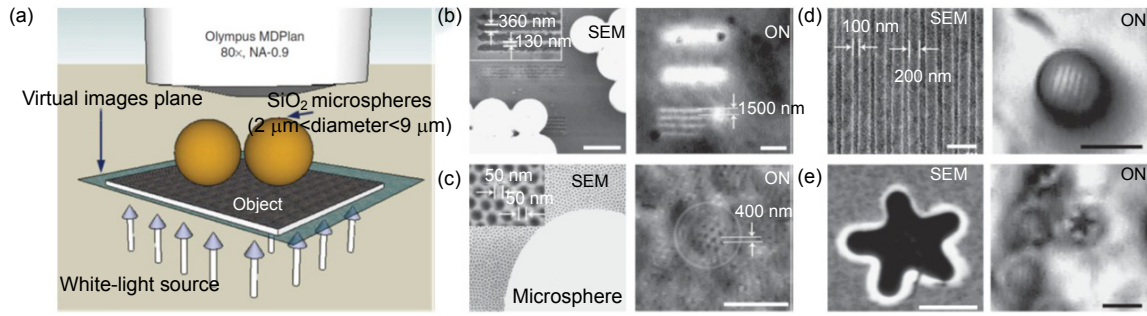 (a)
Olympus MDPlan
80×, NA-0.9
Virtual images plane
SiO2 microspheres
(2 μm<diameter<9 μm)
Object
White-light source
(b)
360 nm
130 nm
SEM
ON
1500 nm
(c)
50 nm
50 nm
SEM
Microsphere
ON
400 nm
(d)
100 nm
SEM
200 nm
ON
(e)
SEM
ON